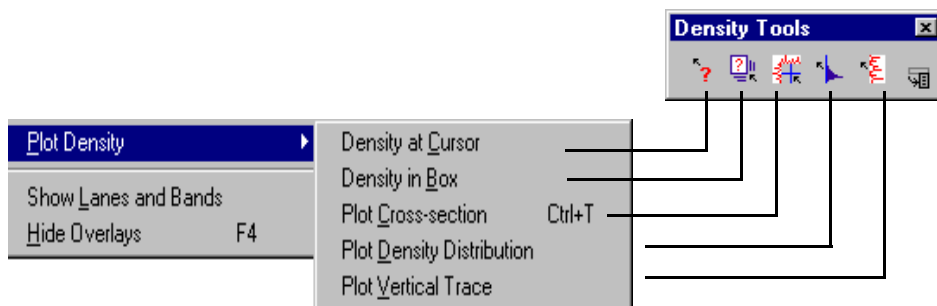 Density Tools
Plot Density
Show Lanes and Bands
Hide Overlays F4
Density at Cursor
Density in Box
Plot Cross-section Ctrl+T
Plot Density Distribution
Plot Vertical Trace